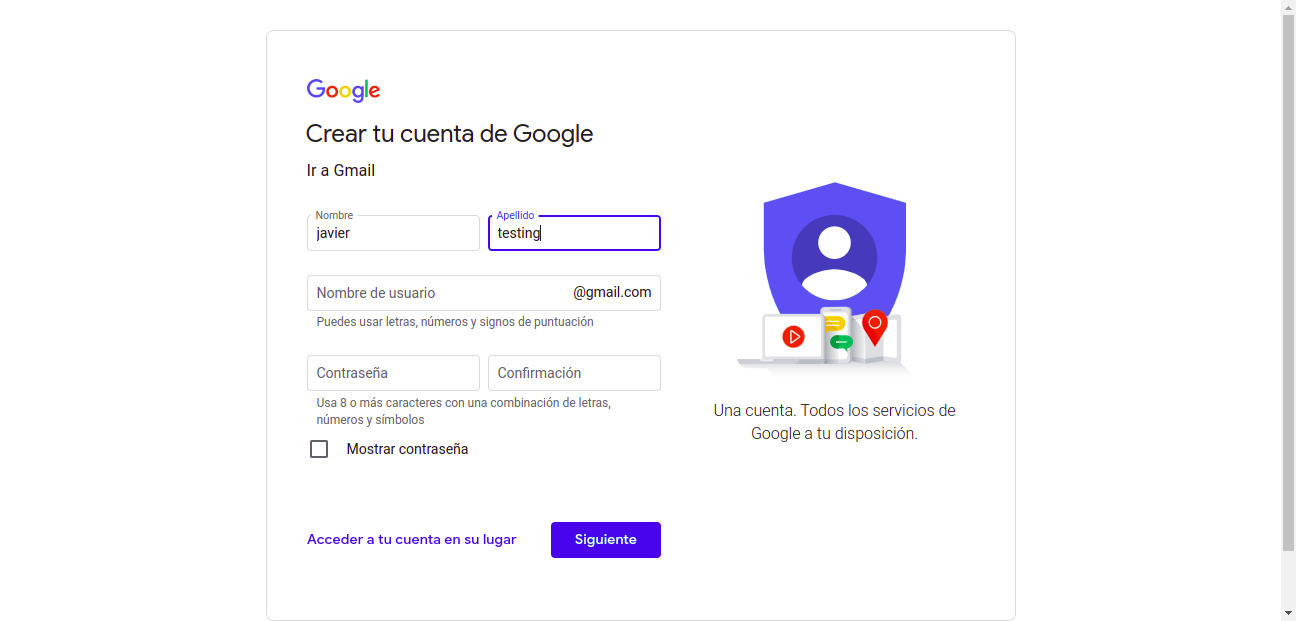 Google
Crear tu cuenta de Google
Ir a Gmail
Nombre
javier
Apellido
testing
Nombre de usuario
@gmail.com
Puedes usar letras, números y signos de puntuación
Contraseña
Confirmación
Usa 8 o más caracteres con una combinación de letras,
números y símbolos
Mostrar contraseña
Acceder a tu cuenta en su lugar
Siguiente
Una cuenta. Todos los servicios de
Google a tu disposición.